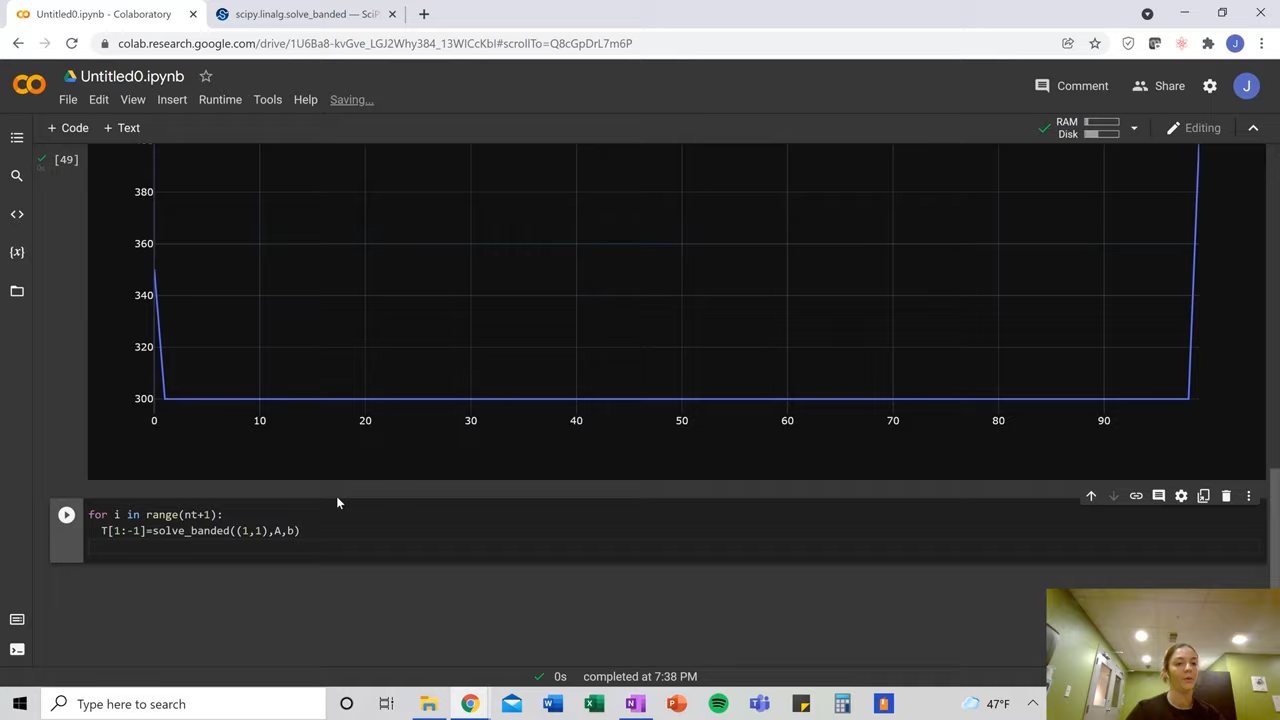 Untitled0.ipynb - Colaboratory
scipy.linalg.solve_banded — SciP
colab.research.google.com/drive/1U6Ba8-kvGve_LGJ2Why384_13WICcKbI#scrollTo=Q8cGpDrL7m6P
Untitled0.ipynb
File Edit View Insert Runtime Tools Help Saving...
Comment Share J
+ Code + Text
RAM
Disk
Editing
[49]
0s
380
360
340
320
300
0 10 20 30 40 50 60 70 80 90
for i in range(nt+1):
T[1:-1]=solve_banded((1,1),A,b)
0s completed at 7:38 PM
Type here to search
47°F